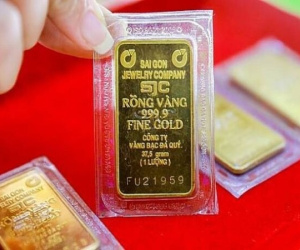 SAI GON
JEWELRY COMPANY
SJC
RỒNG VÀNG
999.9
FINE GOLD
CÔNG TY
VÀNG BẠC ĐÁ QUÝ
37,5 gram
(1 LƯỢNG)
FU21959